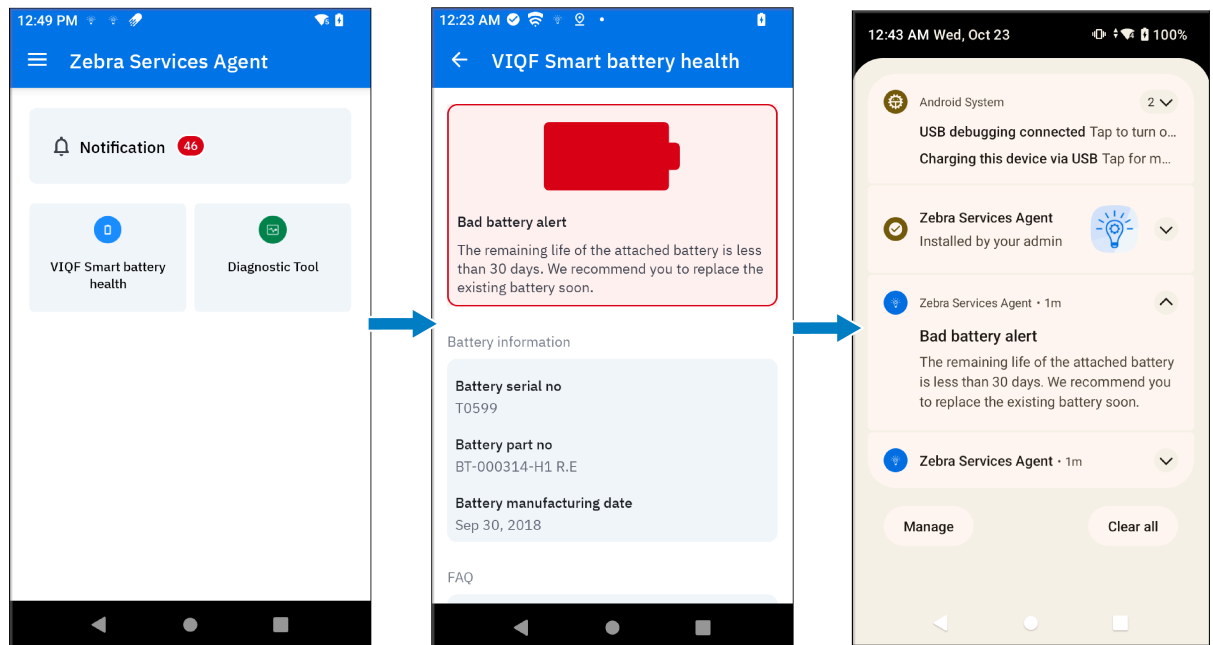 12:49 PM
Zebra Services Agent
Notification 46
VIQF Smart battery
health
Diagnostic Tool
12:23 AM
VIQF Smart battery health
Bad battery alert
The remaining life of the attached battery is less
than 30 days. We recommend you to replace the
existing battery soon.
Battery information
Battery serial no
T0599
Battery part no
BT-000314-H1 R.E
Battery manufacturing date
Sep 30, 2018
FAQ
12:43 AM Wed, Oct 23 100%
Android System 2
USB debugging connected Tap to turn o...
Charging this device via USB Tap for m...
Zebra Services Agent
Installed by your admin
Zebra Services Agent • 1m
Bad battery alert
The remaining life of the attached battery
is less than 30 days. We recommend you
to replace the existing battery soon.
Zebra Services Agent • 1m
Manage Clear all